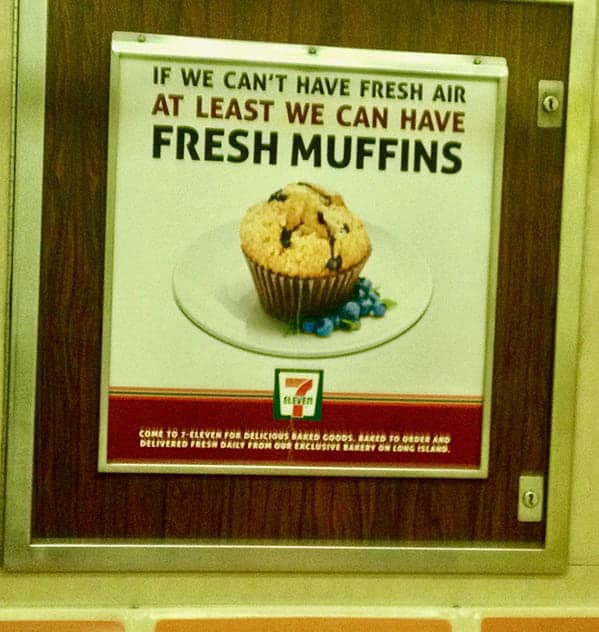 IF WE CAN'T HAVE FRESH AIR
AT LEAST WE CAN HAVE
FRESH MUFFINS
7
ELEVEN
COME TO 7-ELEVEN FOR DELICIOUS BAKED GOODS. BAKED TO ORDER AND
DELIVERED FRESH DAILY FROM OUR EXCLUSIVE BAKERY ON LONG ISLAND.